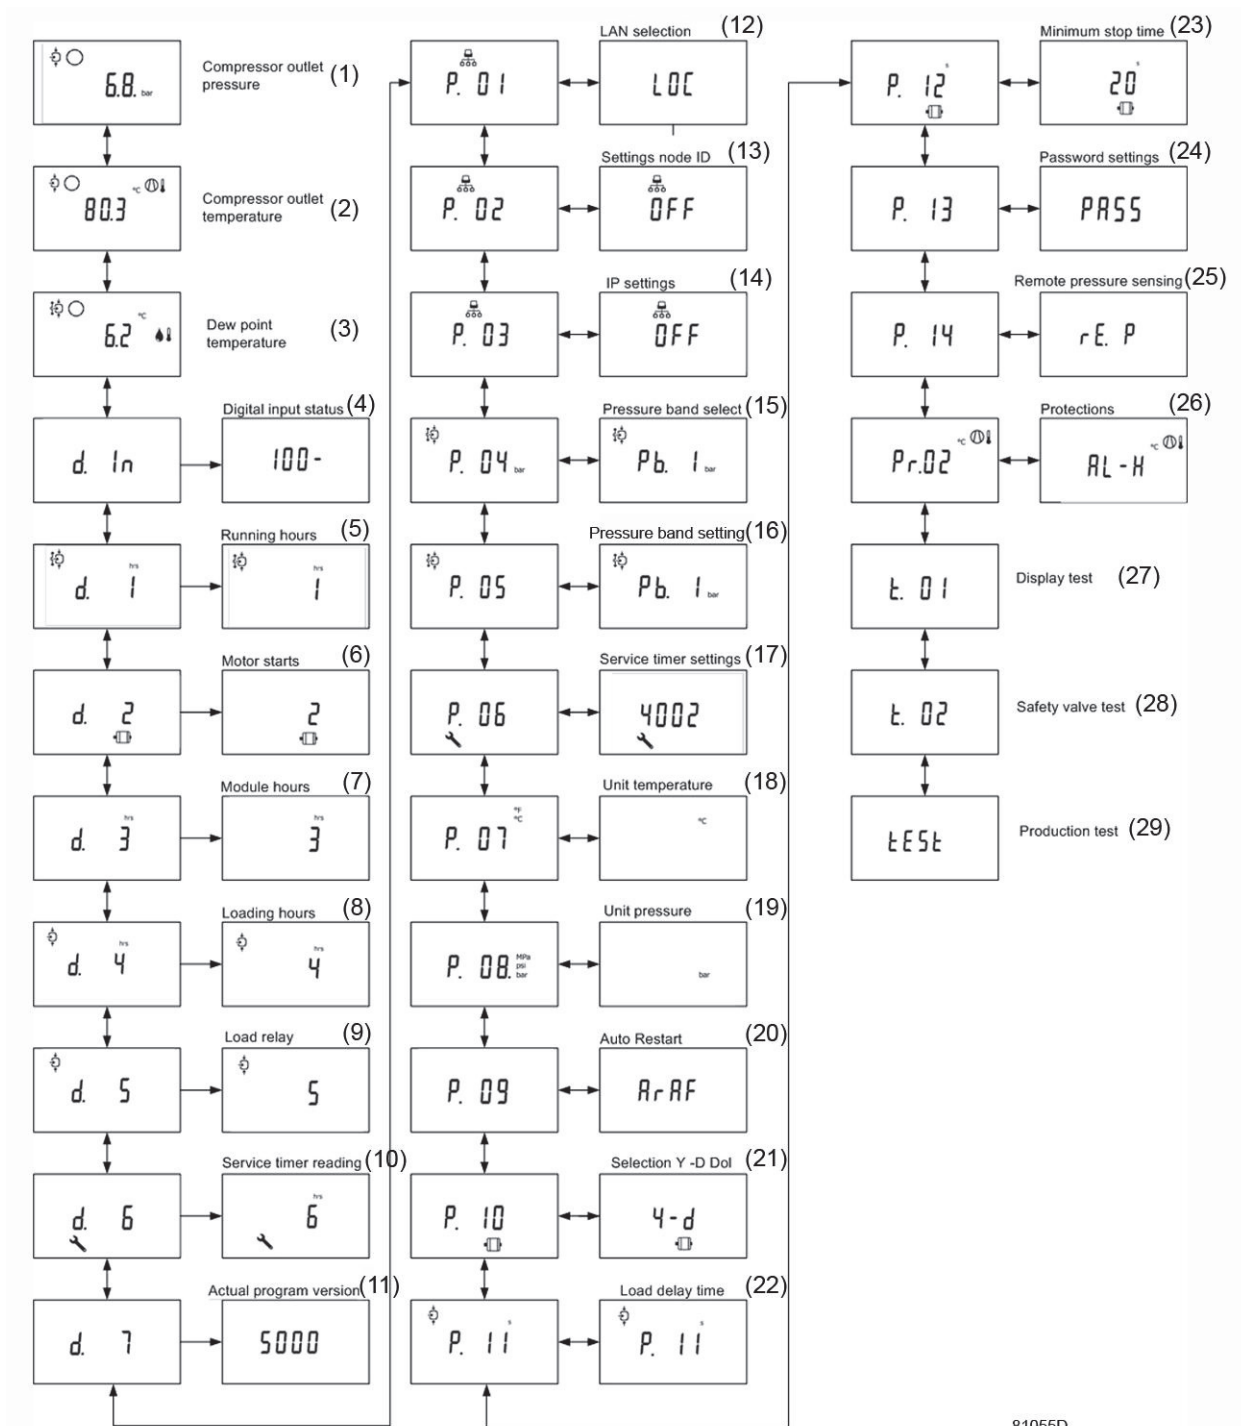 6.8. bar
Compressor outlet
pressure
(1)
80.3 °C
Compressor outlet
temperature
(2)
6.2 °C
Dew point
temperature
(3)
d. In
Digital input status (4)
100-
d. 1 hrs
Running hours (5)
1 hrs
d. 2
Motor starts (6)
2
d. 3 hrs
Module hours (7)
3 hrs
d. 4 hrs
Loading hours (8)
4 hrs
d. 5
Load relay (9)
5
d. 6
Service timer reading (10)
6 hrs
d. 7
Actual program version (11)
5000
P. 01
LAN selection (12)
LOC
P. 02
Settings node ID (13)
OFF
P. 03
IP settings (14)
OFF
P. 04 bar
Pressure band select (15)
Pb. 1 bar
P. 05
Pressure band setting (16)
Pb. 1 bar
P. 06
Service timer settings (17)
4002
P. 07 °F
°C
Unit temperature (18)
°C
P. 08. MPa
psi
bar
Unit pressure (19)
bar
P. 09
Auto Restart (20)
ArAF
P. 10
Selection Y -D Dol (21)
Y-d
P. 11 s
Load delay time (22)
P. 11 s
P. 12 s
Minimum stop time (23)
20 s
P. 13
Password settings (24)
PASS
P. 14
Remote pressure sensing (25)
rE. P
Pr.02 °C
Protections (26)
AL-H °C
t. 01
Display test (27)
t. 02
Safety valve test (28)
tESt
Production test (29)
81055D